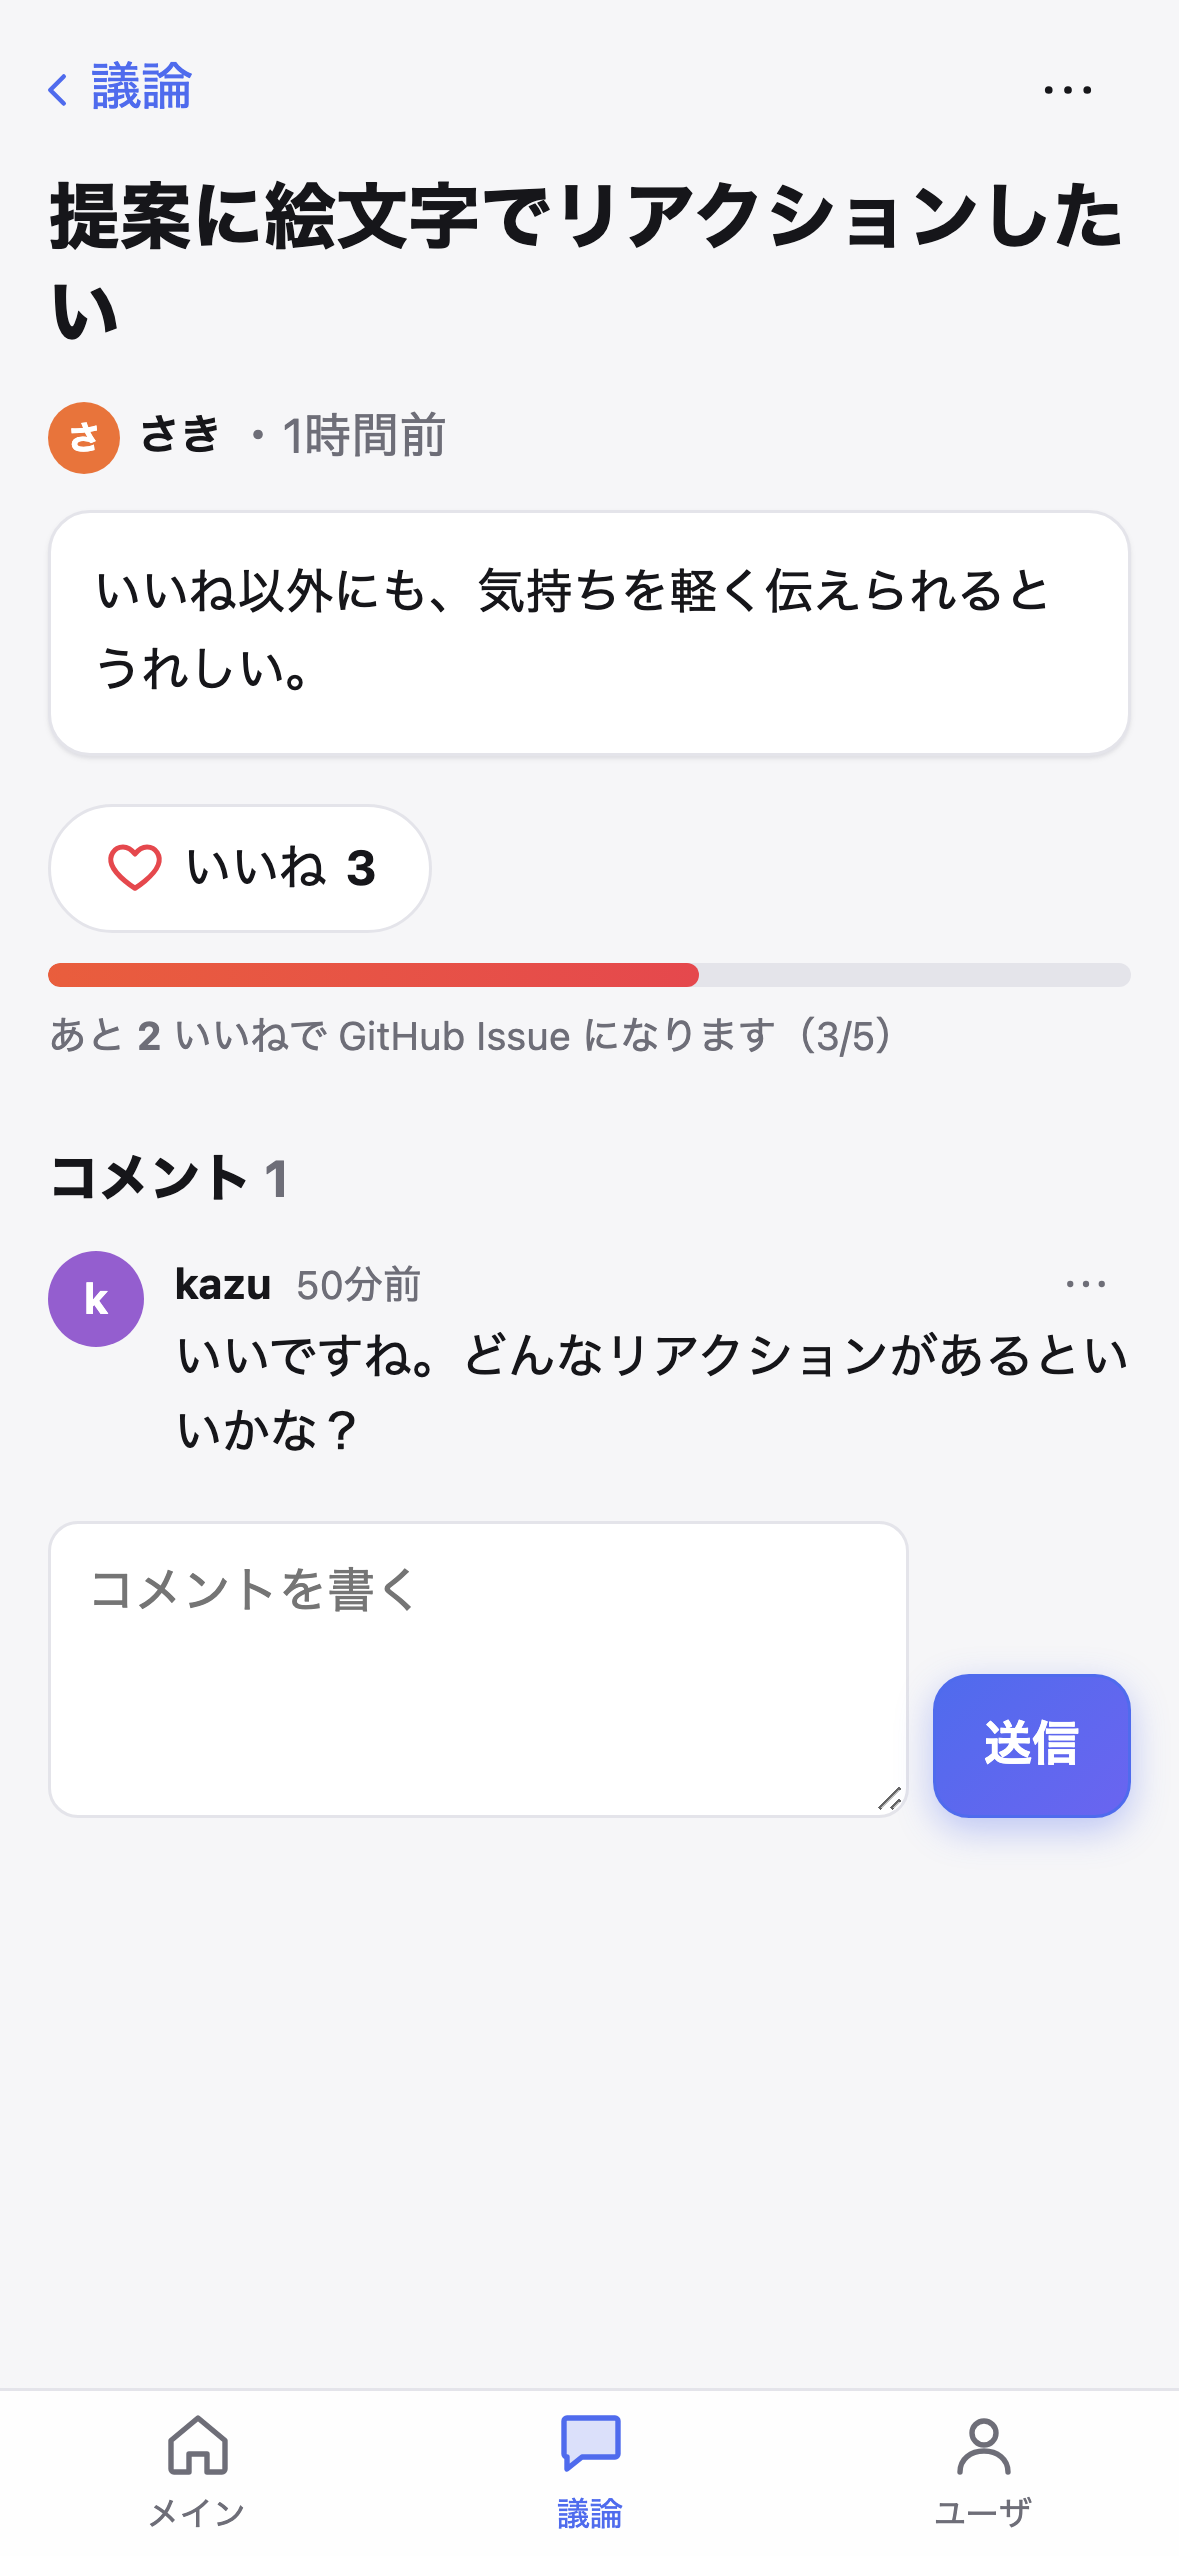 議論
提案に絵文字でリアクションした
い
さ さき ・1時間前
いいね以外にも、気持ちを軽く伝えられると
うれしい。
いいね 3
あと 2 いいねで GitHub Issue になります（3/5）
コメント 1
k kazu 50分前
いいですね。どんなリアクションがあるとい
いかな？
コメントを書く
送信
メイン 議論 ユーザ